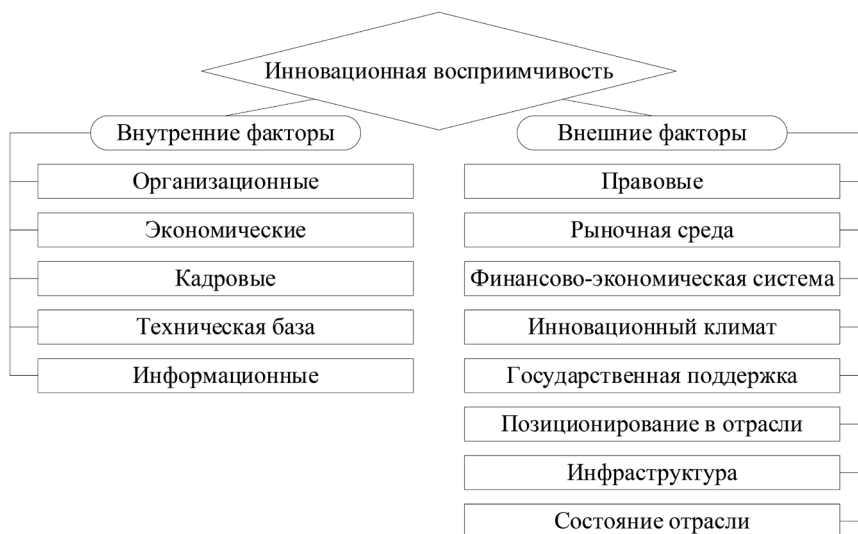 Инновационная восприимчивость
Внутренние факторы
Организационные
Экономические
Кадровые
Техническая база
Информационные
Внешние факторы
Правовые
Рыночная среда
Финансово-экономическая система
Инновационный климат
Государственная поддержка
Позиционирование в отрасли
Инфраструктура
Состояние отрасли